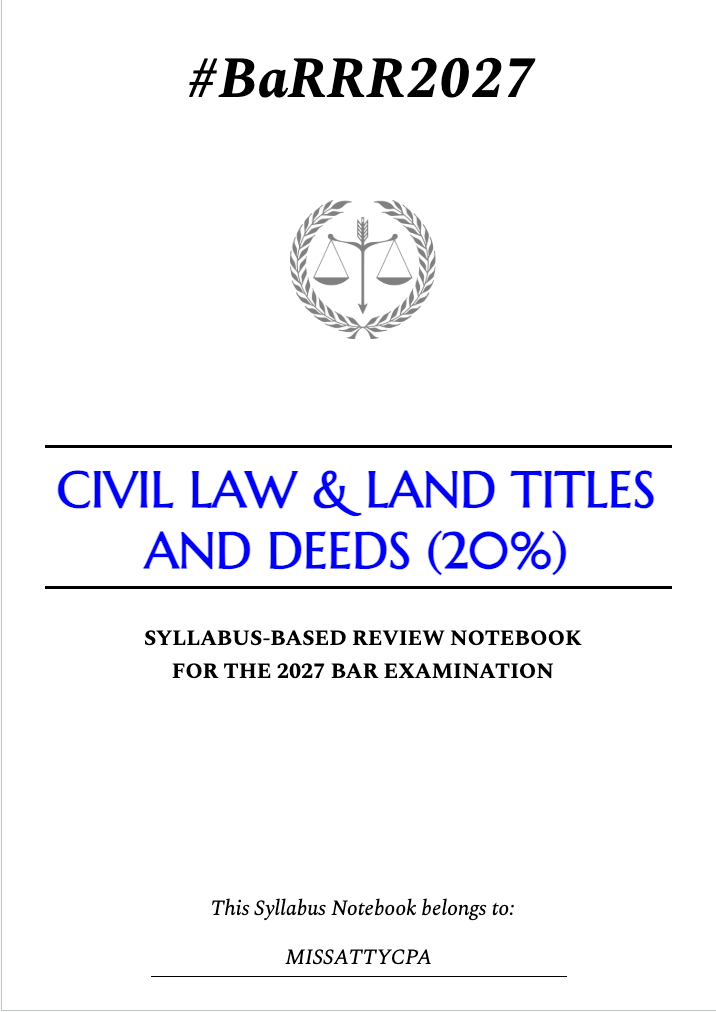 #BaRRR2027
CIVIL LAW & LAND TITLES
AND DEEDS (20%)
SYLLABUS-BASED REVIEW NOTEBOOK
FOR THE 2027 BAR EXAMINATION
This Syllabus Notebook belongs to:
MISSATTYCPA